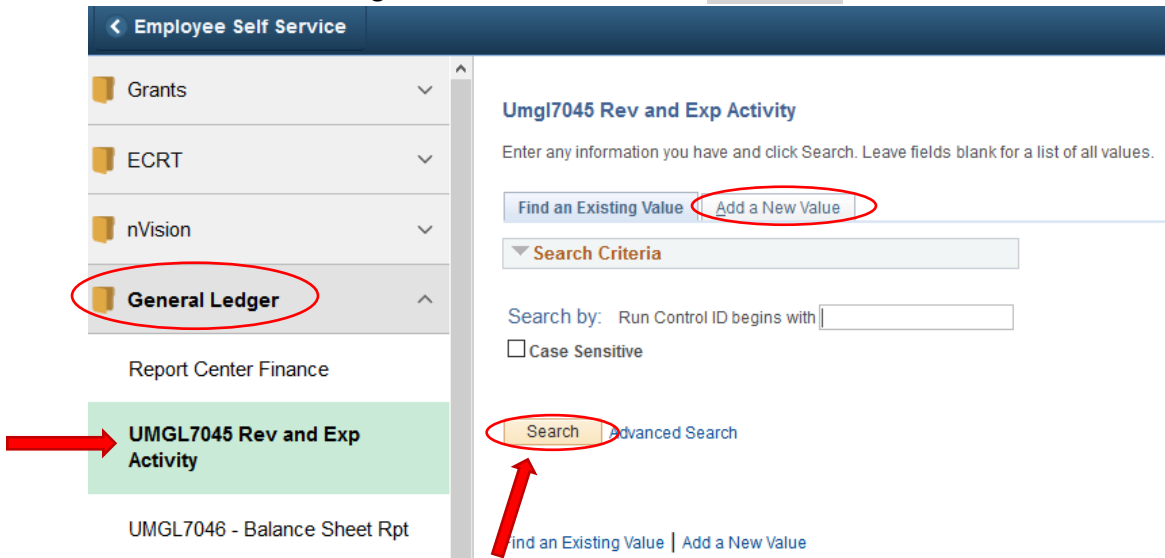 Employee Self Service
Grants
ECRT
nVision
General Ledger
Report Center Finance
UMGL7045 Rev and Exp
Activity
UMGL7046 - Balance Sheet Rpt
Umgl7045 Rev and Exp Activity
Enter any information you have and click Search. Leave fields blank for a list of all values.
Find an Existing Value Add a New Value
Search Criteria
Search by: Run Control ID begins with
Case Sensitive
Search Advanced Search
Find an Existing Value | Add a New Value